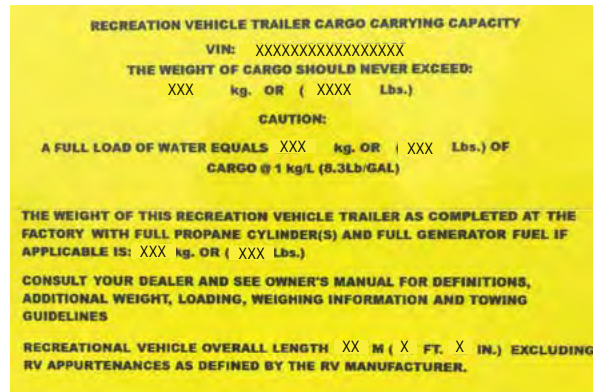 RECREATION VEHICLE TRAILER CARGO CARRYING CAPACITY
VIN: XXXXXXXXXXXXXXXXX
THE WEIGHT OF CARGO SHOULD NEVER EXCEED:
XXX kg. OR ( XXXX Lbs.)
CAUTION:
A FULL LOAD OF WATER EQUALS XXX kg. OR ( XXX Lbs.) OF
CARGO @ 1 kg/L (8.3Lb/GAL)
THE WEIGHT OF THIS RECREATION VEHICLE TRAILER AS COMPLETED AT THE
FACTORY WITH FULL PROPANE CYLINDER(S) AND FULL GENERATOR FUEL IF
APPLICABLE IS: XXX kg. OR ( XXX Lbs.)
CONSULT YOUR DEALER AND SEE OWNER'S MANUAL FOR DEFINITIONS,
ADDITIONAL WEIGHT, LOADING, WEIGHING INFORMATION AND TOWING
GUIDELINES
RECREATIONAL VEHICLE OVERALL LENGTH XX M ( X FT. X IN.) EXCLUDING
RV APPURTENANCES AS DEFINED BY THE RV MANUFACTURER.